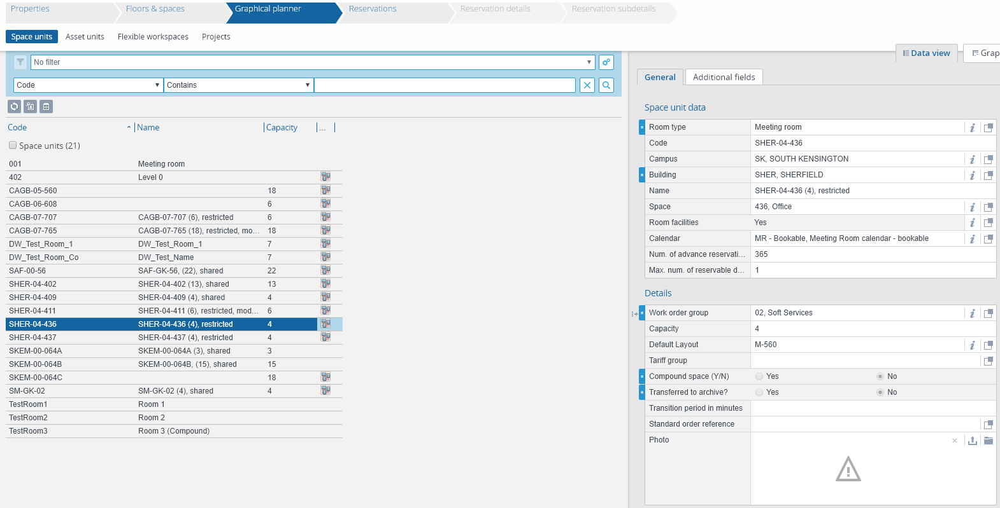 Properties
Floors & spaces
Graphical planner
Reservations
Reservation details
Reservation subdetails
Space units
Asset units
Flexible workspaces
Projects
No filter
Code
Contains
Code
Name
Capacity
...
Space units (21)
001 Meeting room
402 Level 0
CAGB-05-560 18
CAGB-06-608 6
CAGB-07-707 CAGB-07-707 (6), restricted 6
CAGB-07-765 CAGB-07-765 (18), restricted, mo... 18
DW_Test_Room_1 DW_Test_Room_1 7
DW_Test_Room_Co DW_Test_Name 7
SAF-00-56 SAF-GK-56, (22), shared 22
SHER-04-402 SHER-04-402 (13), shared 13
SHER-04-409 SHER-04-409 (4), shared 4
SHER-04-411 SHER-04-411 (6), restricted, mod... 6
SHER-04-436 SHER-04-436 (4), restricted 4
SHER-04-437 SHER-04-437 (4), restricted 4
SKEM-00-064A SKEM-00-064A (3), shared 3
SKEM-00-064B SKEM-00-064B, (15), shared 15
SKEM-00-064C 18
SM-GK-02 SM-GK-02 (4), shared 4
TestRoom1 Room 1
TestRoom2 Room 2
TestRoom3 Room 3 (Compound)
Data view
Grap
General
Additional fields
Space unit data
* Room type Meeting room i
Code SHER-04-436
Campus SK, SOUTH KENSINGTON i
* Building SHER, SHERFIELD i
Name SHER-04-436 (4), restricted
Space 436, Office i
Room facilities Yes i
Calendar MR - Bookable, Meeting Room calendar - bookable i
Num. of advance reservati... 365
Max. num. of reservable d... 1
Details
* Work order group 02, Soft Services i
Capacity 4
Default Layout M-560 i
Tariff group
* Compound space (Y/N) Yes No
* Transferred to archive? Yes No
Transition period in minutes
Standard order reference
Photo